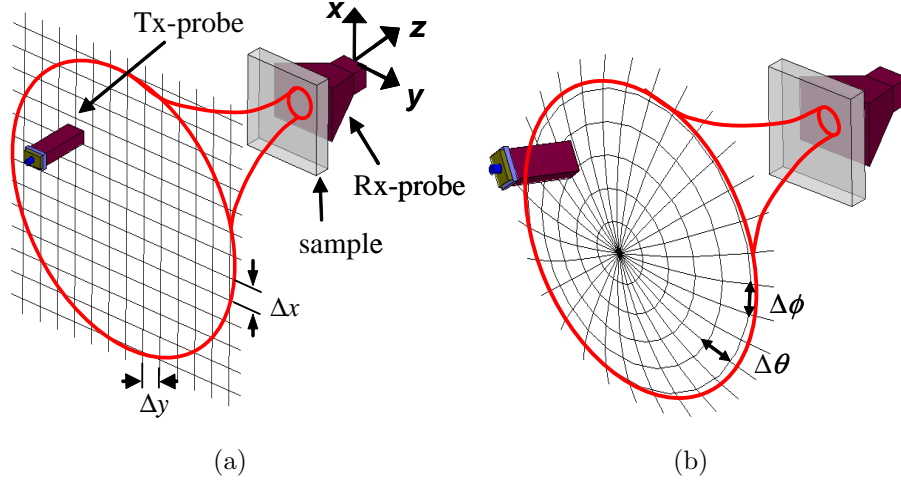 Tx-probe
x
z
y
Rx-probe
sample
Δx
Δy
(a)
Δϕ
Δθ
(b)